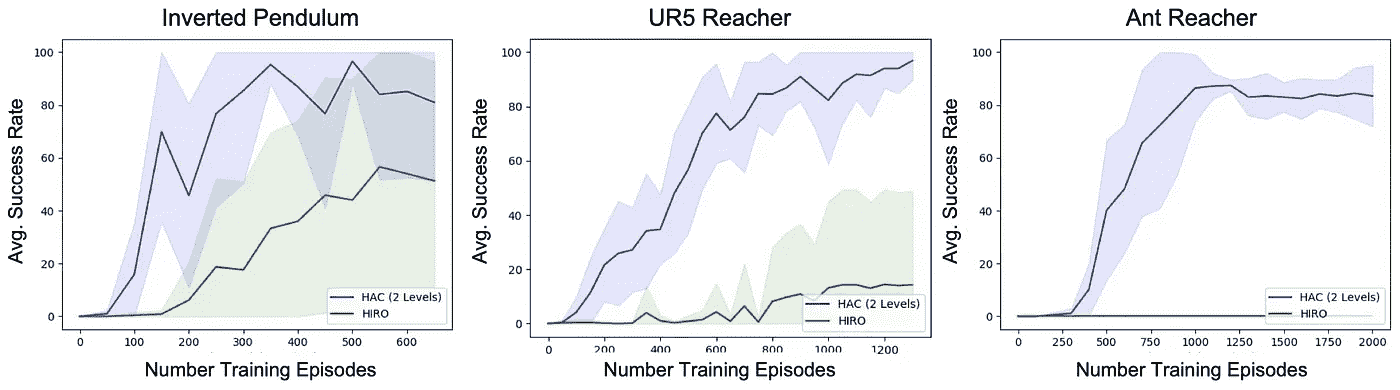 Inverted Pendulum
Avg. Success Rate
100
80
60
40
20
0
0 100 200 300 400 500 600
HAC (2 Levels)
HIRO
Number Training Episodes
UR5 Reacher
Avg. Success Rate
100
80
60
40
20
0
0 200 400 600 800 1000 1200
HAC (2 Levels)
HIRO
Number Training Episodes
Ant Reacher
Avg. Success Rate
100
80
60
40
20
0
0 250 500 750 1000 1250 1500 1750 2000
HAC (2 Levels)
HIRO
Number Training Episodes